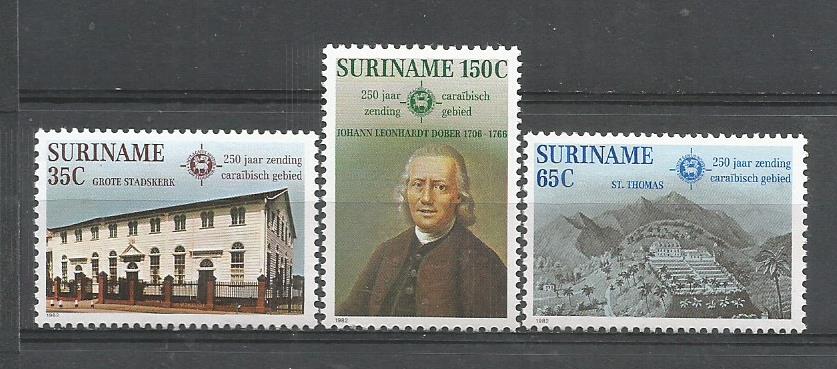 SURINAME
35C
GROTE STADSKERK
250 jaar zending
caraïbisch gebied
1982
SURINAME 150C
250 jaar caraïbisch
zending gebied
JOHANN LEONHARDT DOBER 1706 - 1766
1982
SURINAME
65C
ST. THOMAS
250 jaar zending
caraïbisch gebied
1982